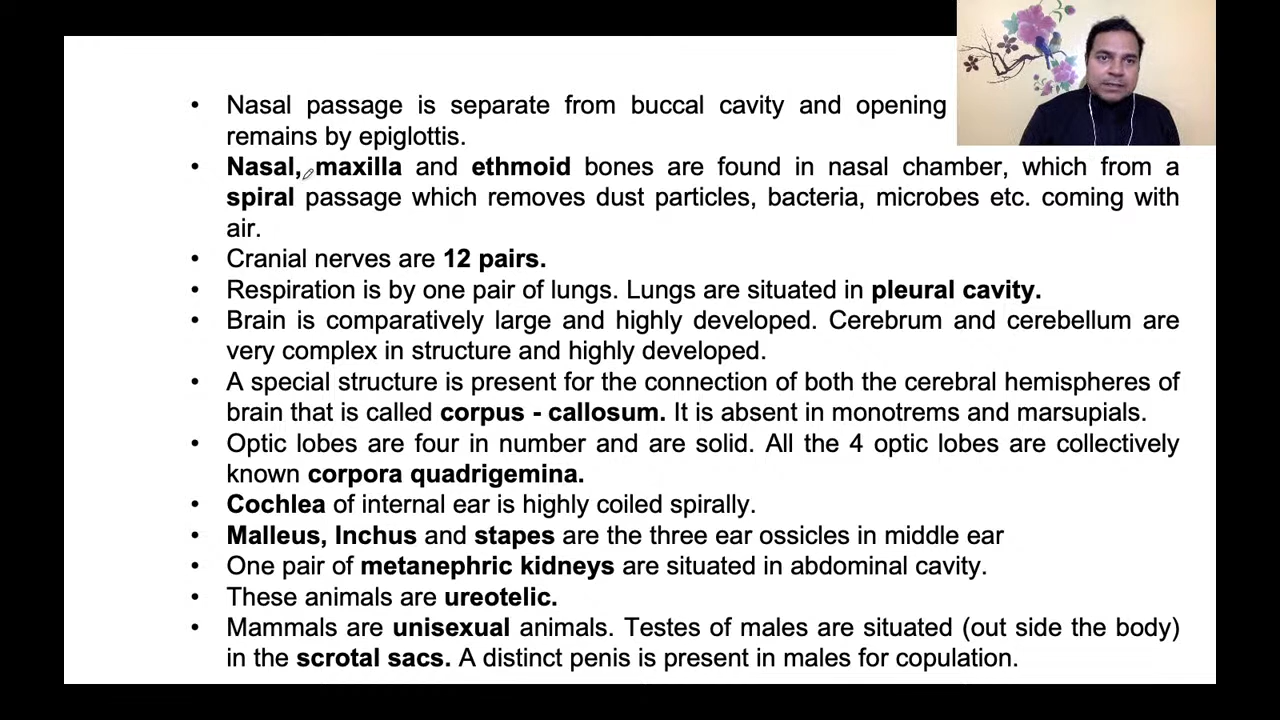 • Nasal passage is separate from buccal cavity and opening
remains by epiglottis.
• Nasal, maxilla and ethmoid bones are found in nasal chamber, which from a
spiral passage which removes dust particles, bacteria, microbes etc. coming with
air.
• Cranial nerves are 12 pairs.
• Respiration is by one pair of lungs. Lungs are situated in pleural cavity.
• Brain is comparatively large and highly developed. Cerebrum and cerebellum are
very complex in structure and highly developed.
• A special structure is present for the connection of both the cerebral hemispheres of
brain that is called corpus - callosum. It is absent in monotrems and marsupials.
• Optic lobes are four in number and are solid. All the 4 optic lobes are collectively
known corpora quadrigemina.
• Cochlea of internal ear is highly coiled spirally.
• Malleus, Inchus and stapes are the three ear ossicles in middle ear
• One pair of metanephric kidneys are situated in abdominal cavity.
• These animals are ureotelic.
• Mammals are unisexual animals. Testes of males are situated (out side the body)
in the scrotal sacs. A distinct penis is present in males for copulation.